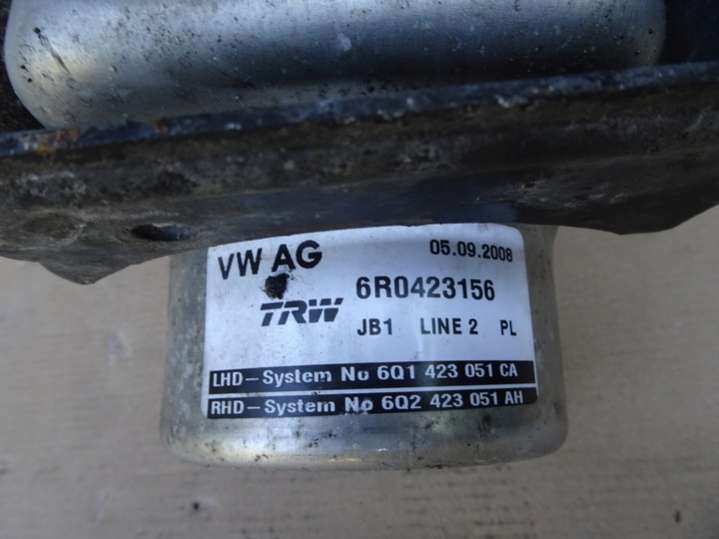 VW AG 05.09.2008
TRW 6R0423156
JB1 LINE 2 PL
LHD-System No 6Q1 423 051 CA
RHD-System No 6Q2 423 051 AH